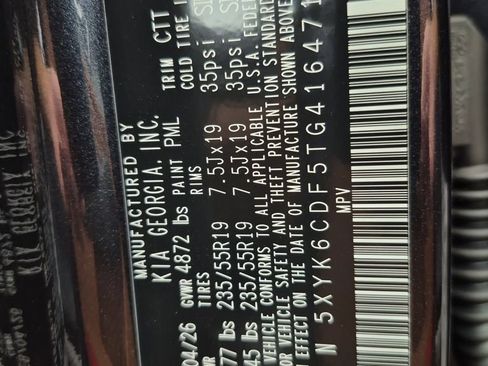 MANUFACTURED BY
KIA GEORGIA, INC.
04/26 GVWR 4872 lbs PAINT PML TRIM CTT
TIRES RIMS COLD TIRE
77 lbs 235/55R19 7.5Jx19 35psi
45 lbs 235/55R19 7.5Jx19 35psi
VEHICLE CONFORMS TO ALL APPLICABLE U.S.A. FEDER
OR VEHICLE SAFETY AND THEFT PREVENTION STANDARD
N EFFECT ON THE DATE OF MANUFACTURE SHOWN ABOVE
N 5XYK6CDF5TG416471
MPV